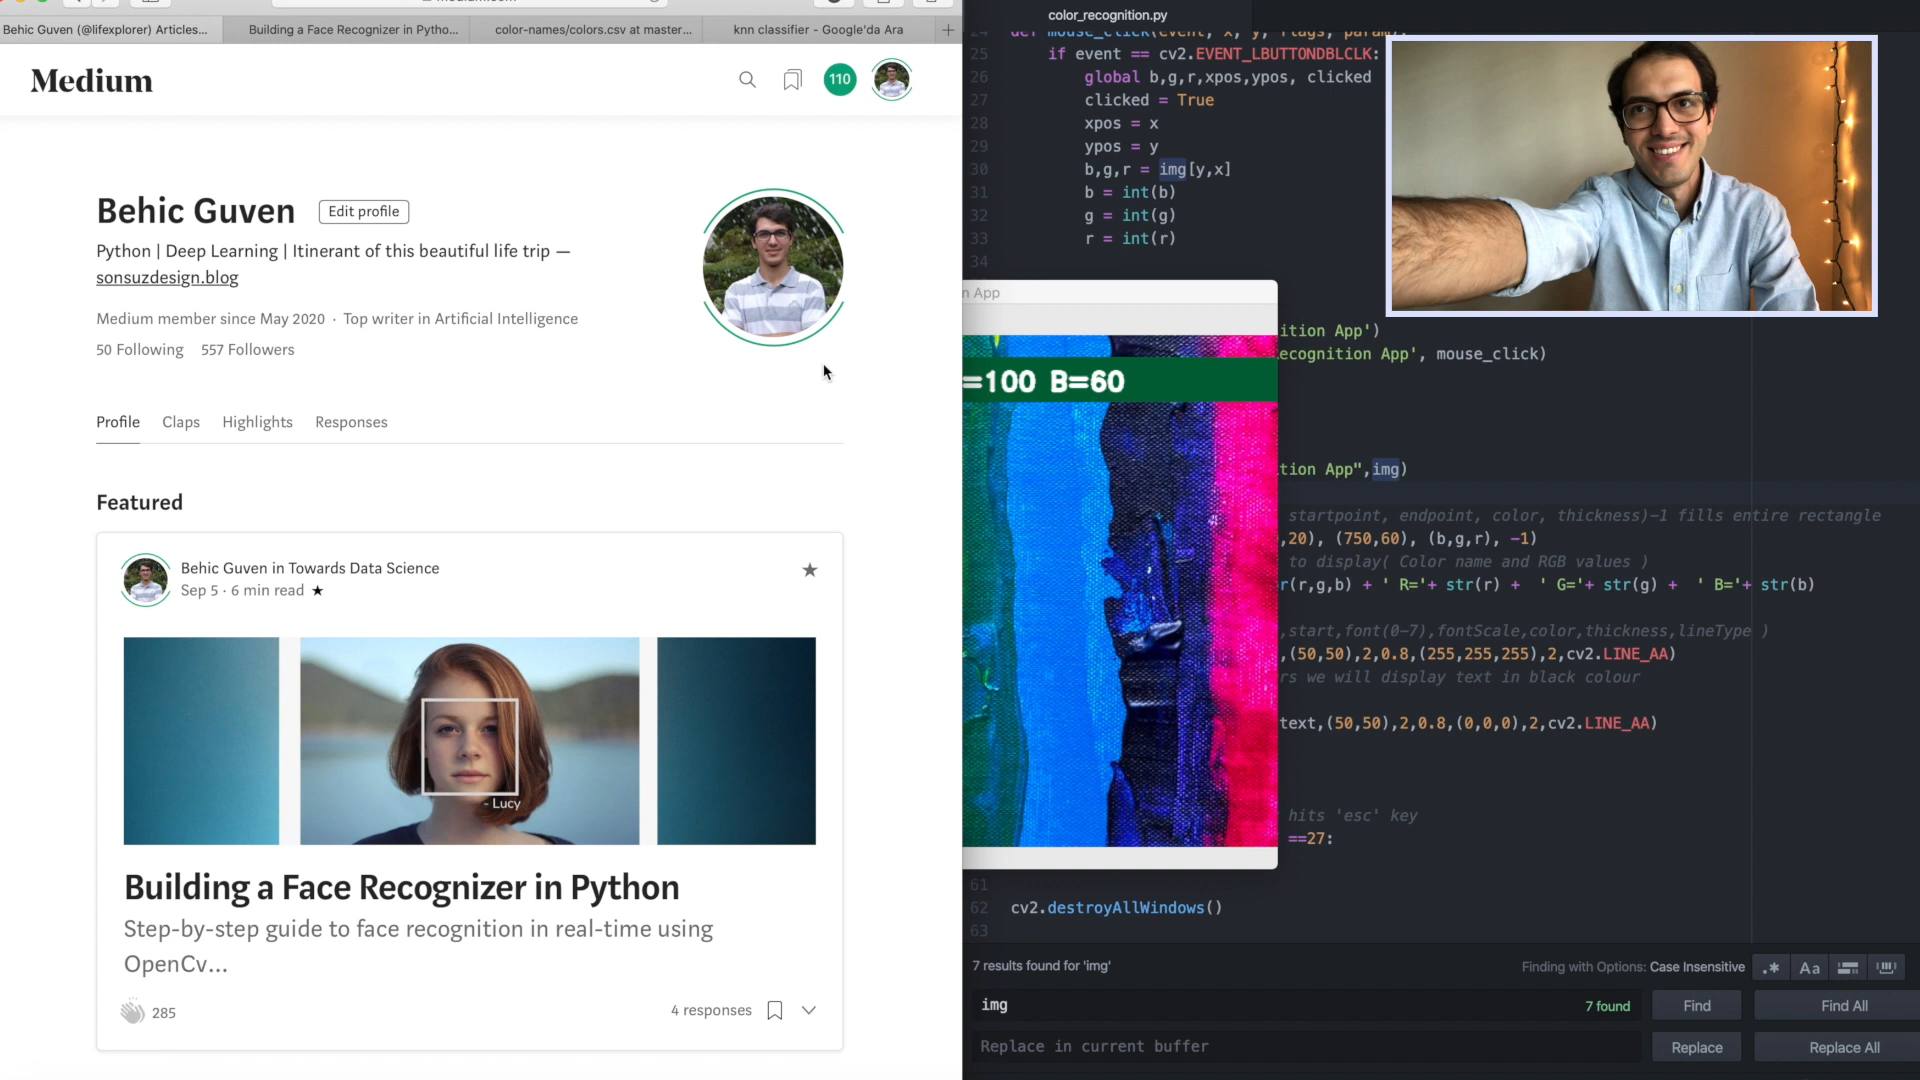 Behic Guven (@lifexplorer) Articles...
Building a Face Recognizer in Pytho...
color-names/colors.csv at master...
knn classifier - Google'da Ara
Medium
110
Behic Guven
Edit profile
Python | Deep Learning | Itinerant of this beautiful life trip —
sonsuzdesign.blog
Medium member since May 2020 · Top writer in Artificial Intelligence
50 Following 557 Followers
Profile Claps Highlights Responses
Featured
Behic Guven in Towards Data Science
Sep 5 · 6 min read ★
- Lucy
Building a Face Recognizer in Python
Step-by-step guide to face recognition in real-time using
OpenCv...
285
4 responses
color_recognition.py
24 def mouse_click(event, x, y, flags, param):
25 if event == cv2.EVENT_LBUTTONDBLCLK:
26 global b,g,r,xpos,ypos, clicked
27 clicked = True
28 xpos = x
29 ypos = y
30 b,g,r = img[y,x]
31 b = int(b)
32 g = int(g)
33 r = int(r)
34
n App
=100 B=60
ition App')
ecognition App', mouse_click)
tion App",img)
startpoint, endpoint, color, thickness)-1 fills entire rectangle
,20), (750,60), (b,g,r), -1)
to display( Color name and RGB values )
r(r,g,b) + ' R='+ str(r) + ' G='+ str(g) + ' B='+ str(b)
,start,font(0-7),fontScale,color,thickness,lineType )
,(50,50),2,0.8,(255,255,255),2,cv2.LINE_AA)
rs we will display text in black colour
text,(50,50),2,0.8,(0,0,0),2,cv2.LINE_AA)
hits 'esc' key
==27:
61
62 cv2.destroyAllWindows()
63
7 results found for 'img'
Finding with Options: Case Insensitive
.* Aa
img
7 found
Find
Find All
Replace in current buffer
Replace
Replace All